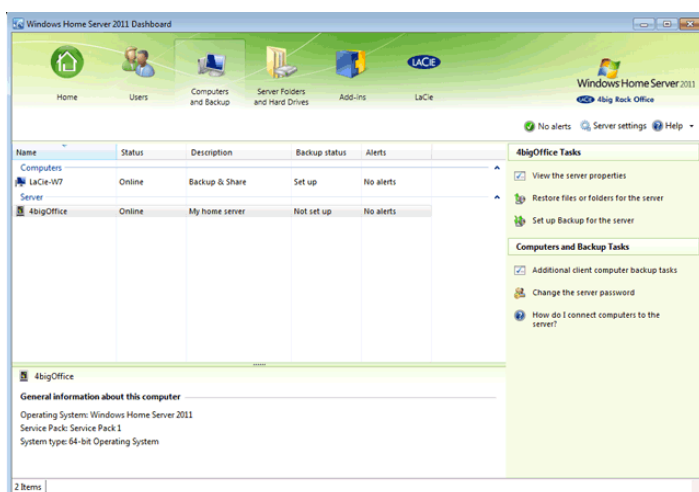 Windows Home Server 2011 Dashboard
Home
Users
Computers
and Backup
Server Folders
and Hard Drives
Add-ins
LACIE
LaCie
Windows Home Server 2011
LACIE 4big Rack Office
No alerts
Server settings
Help
Name
Status
Description
Backup status
Alerts
Computers
LaCie-W7
Online
Backup & Share
Set up
No alerts
Server
4bigOffice
Online
My home server
Not set up
No alerts
4bigOffice Tasks
View the server properties
Restore files or folders for the server
Set up Backup for the server
Computers and Backup Tasks
Additional client computer backup tasks
Change the server password
How do I connect computers to the
server?
4bigOffice
General information about this computer
Operating System: Windows Home Server 2011
Service Pack: Service Pack 1
System type: 64-bit Operating System
2 Items